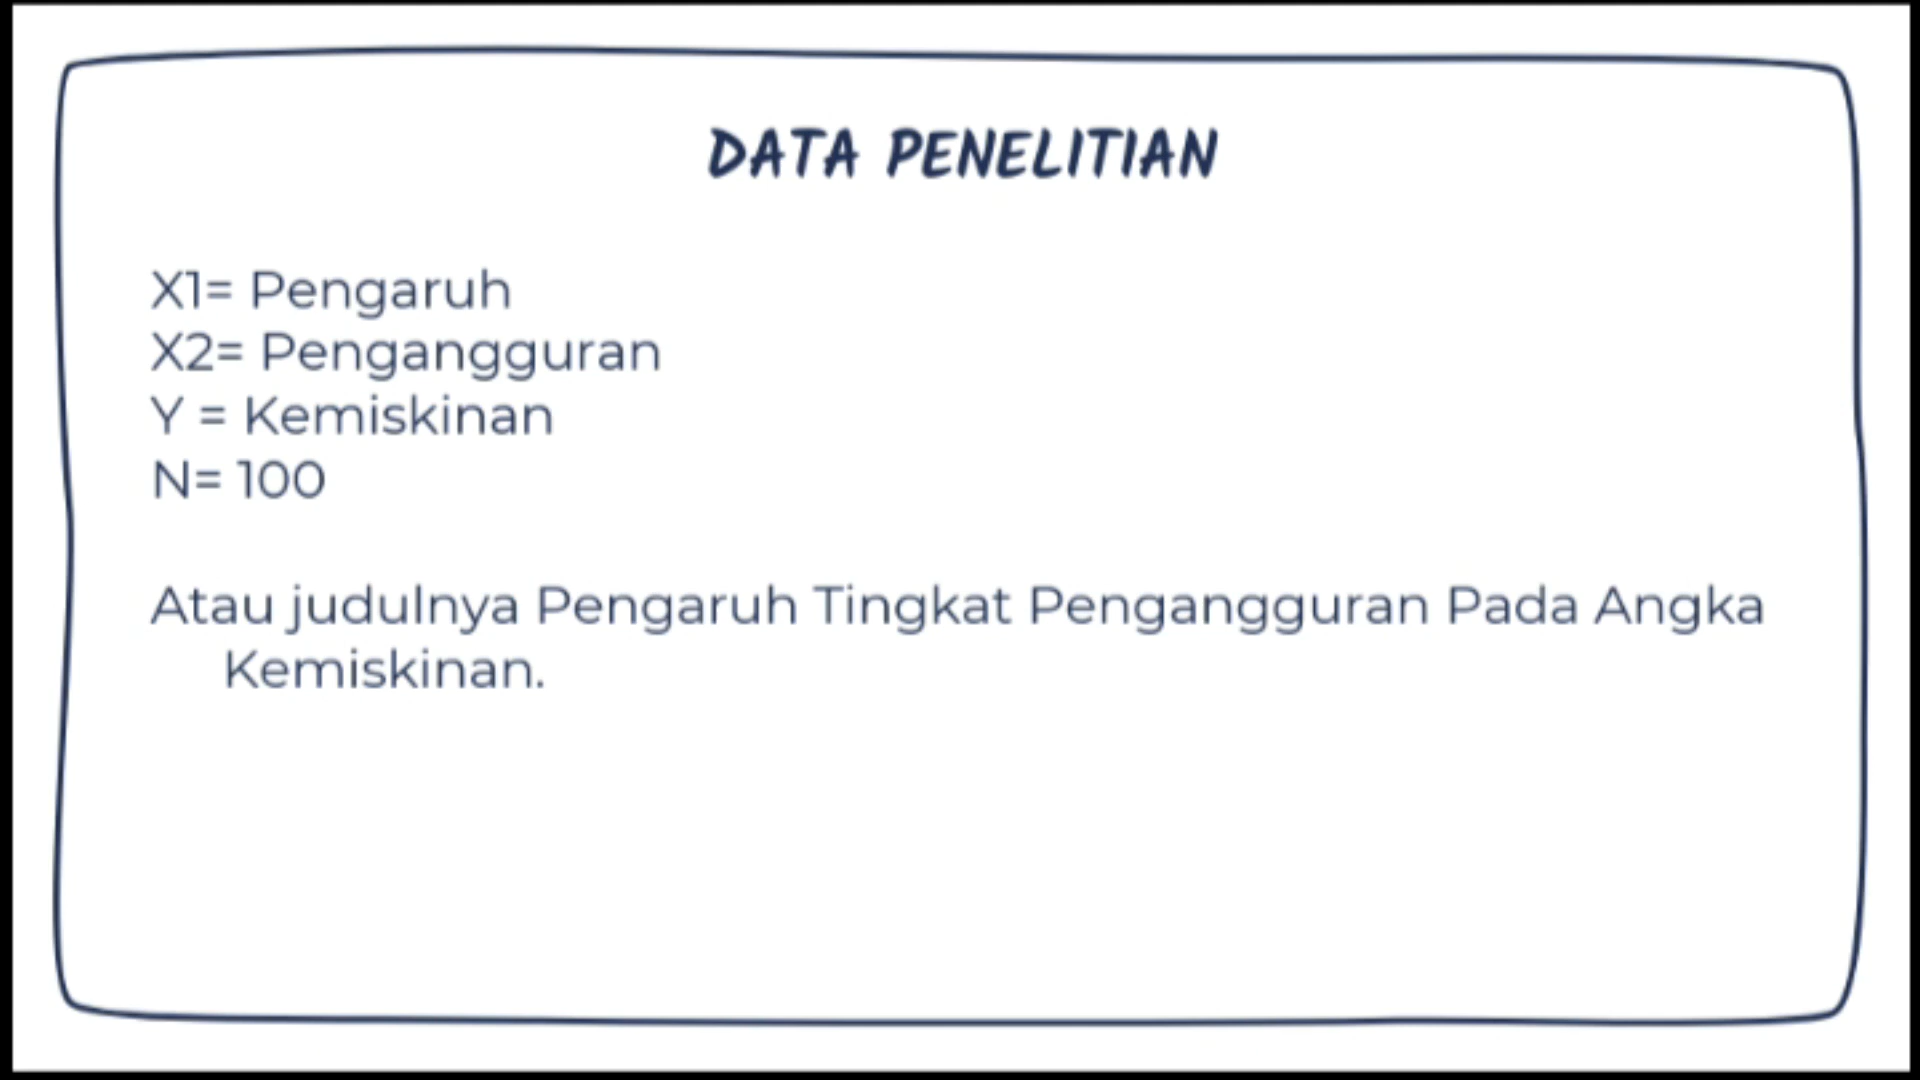 DATA PENELITIAN
X1= Pengaruh
X2= Pengangguran
Y = Kemiskinan
N= 100
Atau judulnya Pengaruh Tingkat Pengangguran Pada Angka
Kemiskinan.